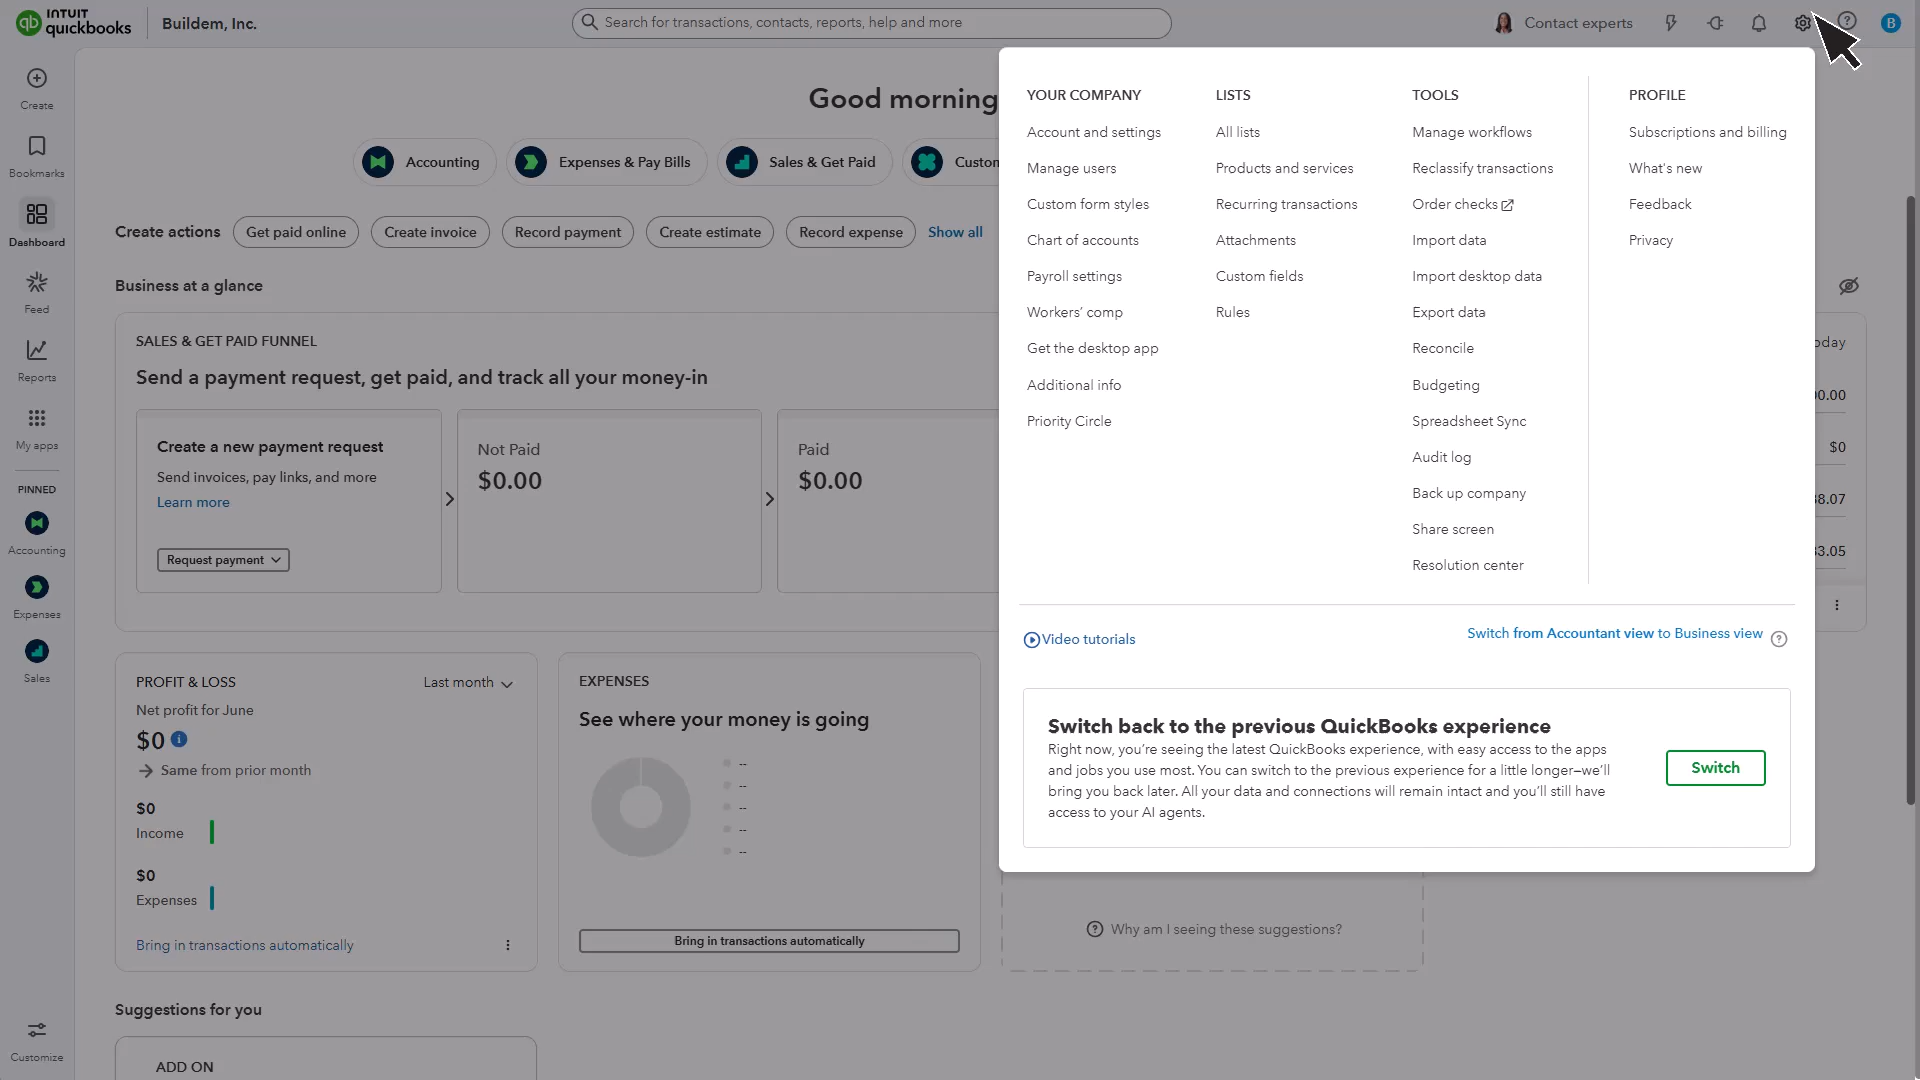 INTUIT
quickbooks
Buildem, Inc.
Search for transactions, contacts, reports, help and more
Contact experts
B
Create
Bookmarks
Dashboard
Feed
Reports
My apps
PINNED
Accounting
Expenses
Sales
Customize
Good morning
Accounting
Expenses & Pay Bills
Sales & Get Paid
Create actions
Get paid online
Create invoice
Record payment
Create estimate
Record expense
Show all
Business at a glance
SALES & GET PAID FUNNEL
Send a payment request, get paid, and track all your money-in
Create a new payment request
Send invoices, pay links, and more
Learn more
Request payment
Not Paid
$0.00
Paid
$0.00
PROFIT & LOSS
Last month
Net profit for June
$0
Same from prior month
$0
Income
$0
Expenses
Bring in transactions automatically
EXPENSES
See where your money is going
--
--
--
--
--
Bring in transactions automatically
Suggestions for you
ADD ON
YOUR COMPANY
Account and settings
Manage users
Custom form styles
Chart of accounts
Payroll settings
Workers' comp
Get the desktop app
Additional info
Priority Circle
LISTS
All lists
Products and services
Recurring transactions
Attachments
Custom fields
Rules
TOOLS
Manage workflows
Reclassify transactions
Order checks
Import data
Import desktop data
Export data
Reconcile
Budgeting
Spreadsheet Sync
Audit log
Back up company
Share screen
Resolution center
PROFILE
Subscriptions and billing
What's new
Feedback
Privacy
Video tutorials
Switch from Accountant view to Business view
Switch back to the previous QuickBooks experience
Right now, you're seeing the latest QuickBooks experience, with easy access to the apps
and jobs you use most. You can switch to the previous experience for a little longer—we'll
bring you back later. All your data and connections will remain intact and you'll still have
access to your AI agents.
Switch
$0
Why am I seeing these suggestions?